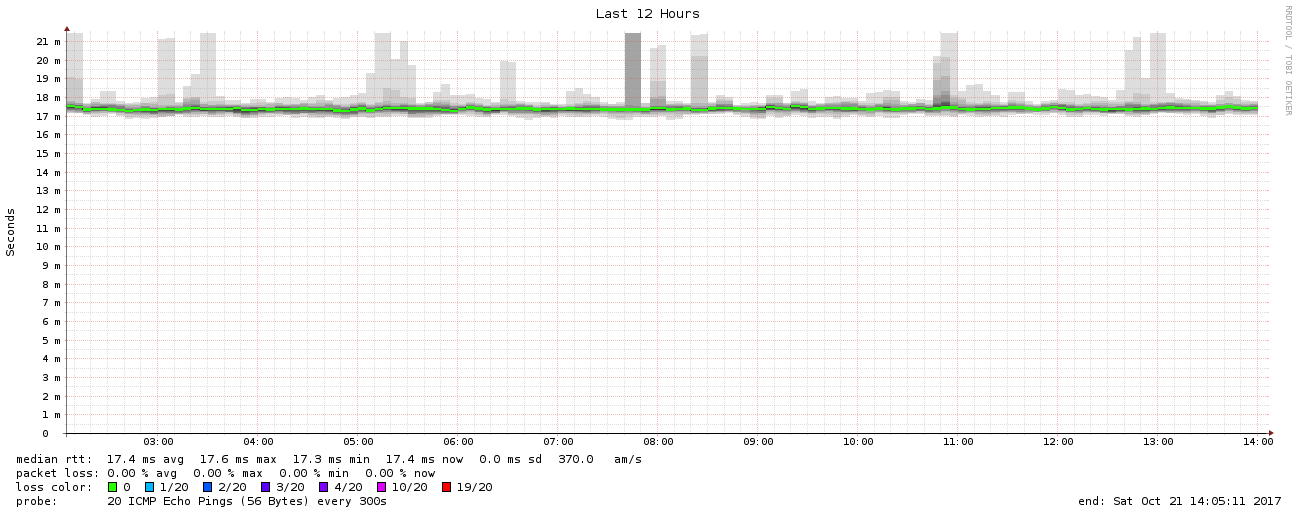 Last 12 Hours
RRDTOOL / TOBI OETIKER
Seconds
21 m
20 m
19 m
18 m
17 m
16 m
15 m
14 m
13 m
12 m
11 m
10 m
9 m
8 m
7 m
6 m
5 m
4 m
3 m
2 m
1 m
0
03:00 04:00 05:00 06:00 07:00 08:00 09:00 10:00 11:00 12:00 13:00 14:00
median rtt: 17.4 ms avg 17.6 ms max 17.3 ms min 17.4 ms now 0.0 ms sd 370.0 am/s
packet loss: 0.00 % avg 0.00 % max 0.00 % min 0.00 % now
loss color: 0 1/20 2/20 3/20 4/20 10/20 19/20
probe: 20 ICMP Echo Pings (56 Bytes) every 300s end: Sat Oct 21 14:05:11 2017